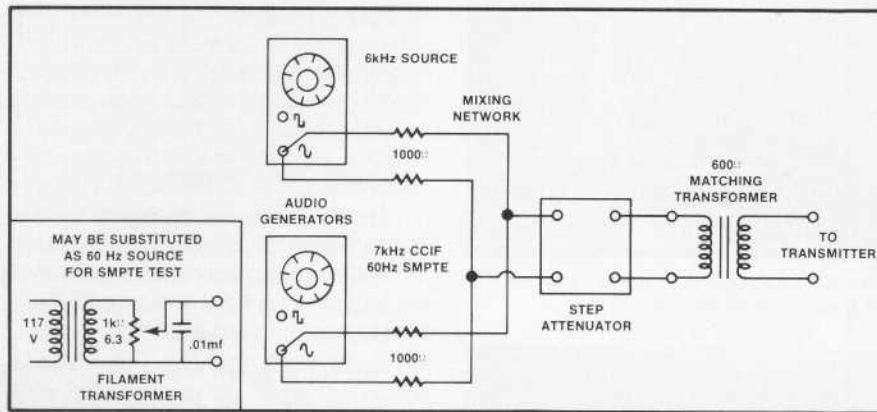 6kHz SOURCE
MIXING
NETWORK
1000Ω
600Ω
MATCHING
TRANSFORMER
AUDIO
GENERATORS
7kHz CCIF
60Hz SMPTE
TO
TRANSMITTER
STEP
ATTENUATOR
1000Ω
MAY BE SUBSTITUTED
AS 60 Hz SOURCE
FOR SMPTE TEST
117
V
1kΩ
6.3
.01mf
FILAMENT
TRANSFORMER